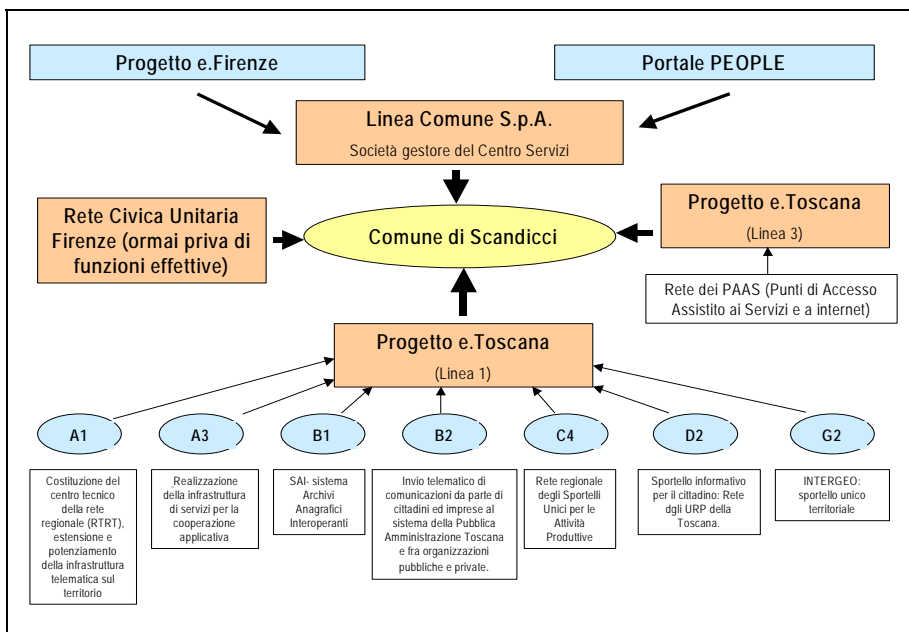 Progetto e.Firenze
Portale PEOPLE
Linea Comune S.p.A.
Società gestore del Centro Servizi
Rete Civica Unitaria
Firenze (ormai priva di
funzioni effettive)
Comune di Scandicci
Progetto e.Toscana
(Linea 3)
Rete dei PAAS (Punti di Accesso
Assistito ai Servizi e a internet)
Progetto e.Toscana
(Linea 1)
A1
A3
B1
B2
C4
D2
G2
Costituzione del
centro tecnico
della rete
regionale (RTRT),
estensione e
potenziamento
della infrastruttura
telematica sul
territorio
Realizzazione
della infrastruttura
di servizi per la
cooperazione
applicativa
SAI- sistema
Archivi
Anagrafici
Interoperanti
Invio telematico di
comunicazioni da parte di
cittadini ed imprese al
sistema della Pubblica
Amministrazione Toscana
e fra organizzazioni
pubbliche e private.
Rete regionale
degli Sportelli
Unici per le
Attività
Produttive
Sportello informativo
per il cittadino: Rete
dgli URP della
Toscana.
INTERGEO:
sportello unico
territoriale